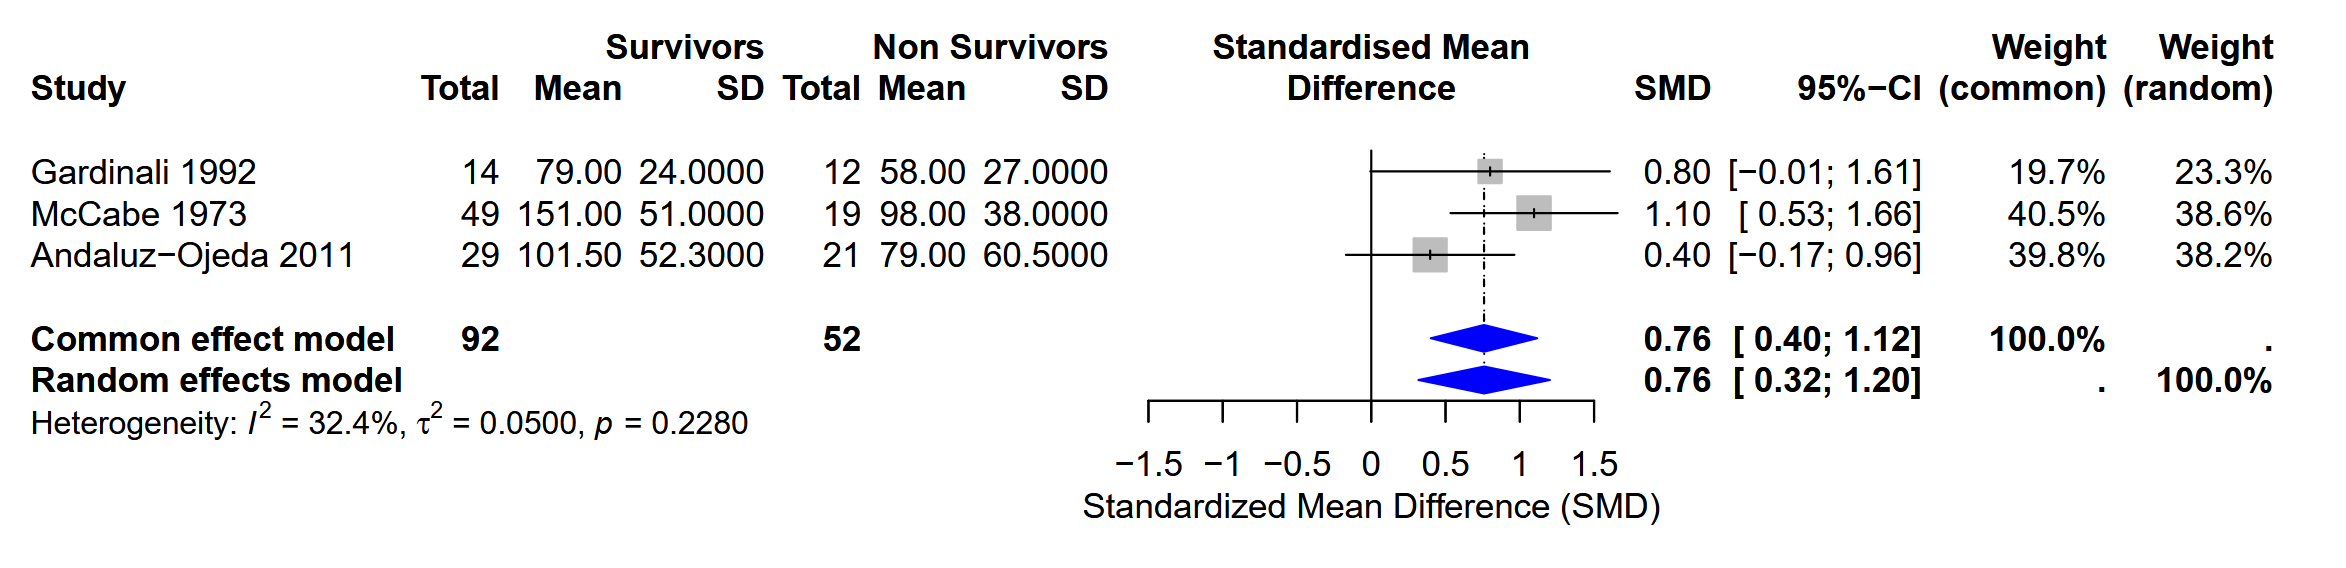 Survivors Non Survivors Standardised Mean Weight Weight
Study Total Mean SD Total Mean SD Difference SMD 95%−CI (common) (random)
Gardinali 1992 14 79.00 24.0000 12 58.00 27.0000 0.80 [−0.01; 1.61] 19.7% 23.3%
McCabe 1973 49 151.00 51.0000 19 98.00 38.0000 1.10 [ 0.53; 1.66] 40.5% 38.6%
Andaluz−Ojeda 2011 29 101.50 52.3000 21 79.00 60.5000 0.40 [−0.17; 0.96] 39.8% 38.2%
Common effect model 92 52 0.76 [ 0.40; 1.12] 100.0% .
Random effects model 0.76 [ 0.32; 1.20] . 100.0%
Heterogeneity: I² = 32.4%, τ² = 0.0500, p = 0.2280
−1.5 −1 −0.5 0 0.5 1 1.5
Standardized Mean Difference (SMD)